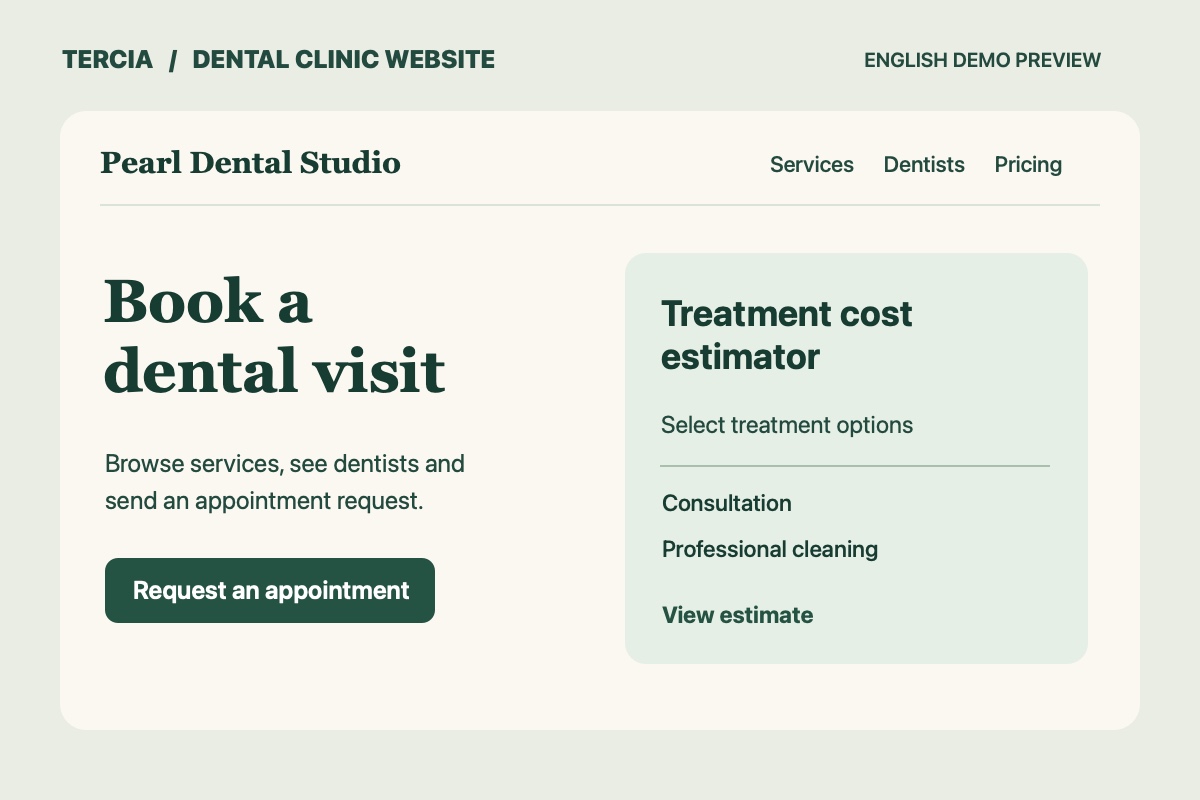 TERCIA / DENTAL CLINIC WEBSITE
ENGLISH DEMO PREVIEW
Pearl Dental Studio
Services Dentists Pricing
Book a
dental visit
Browse services, see dentists and
send an appointment request.
Request an appointment
Treatment cost
estimator
Select treatment options
Consultation
Professional cleaning
View estimate